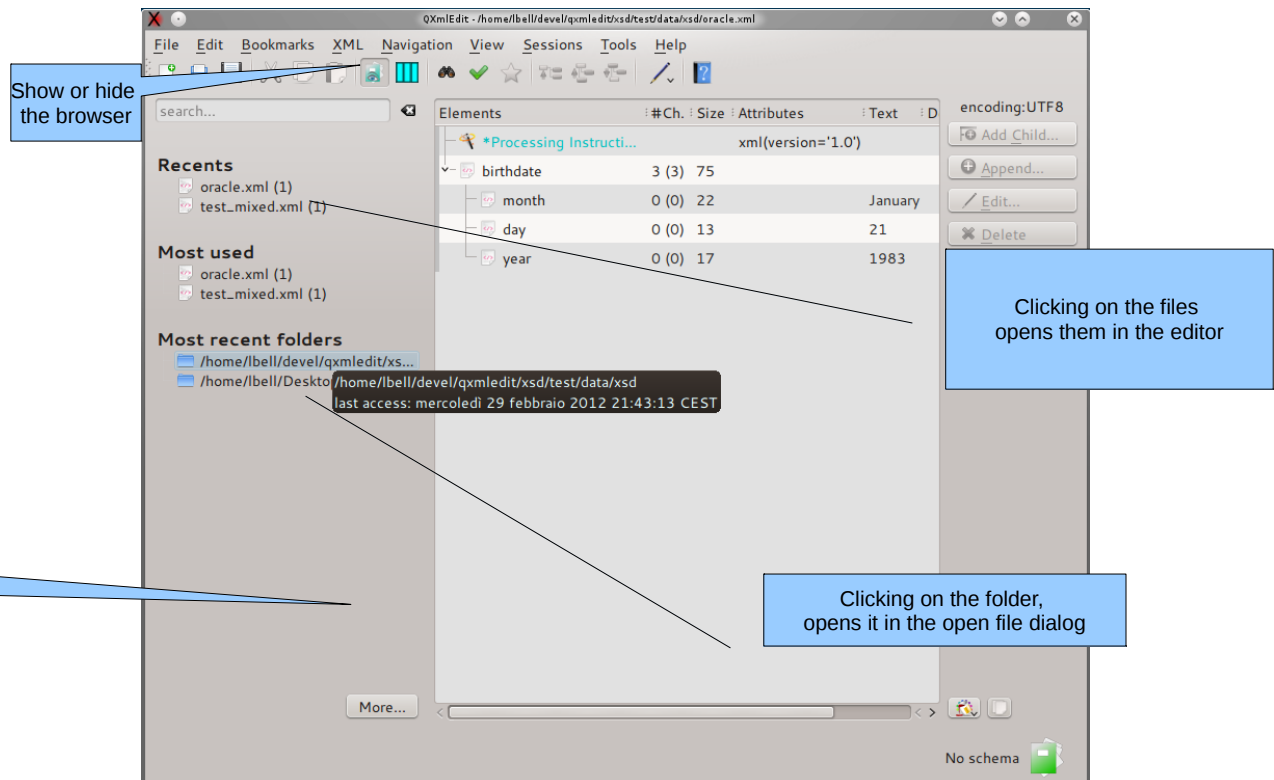 QXmlEdit - /home/lbell/devel/qxmledit/xsd/test/data/xsd/oracle.xml
File Edit Bookmarks XML Navigation View Sessions Tools Help
Show or hide
the browser
search...
Recents
oracle.xml (1)
test_mixed.xml (1)
Most used
oracle.xml (1)
test_mixed.xml (1)
Most recent folders
/home/lbell/devel/qxmledit/xs...
/home/lbell/Deskto
/home/lbell/devel/qxmledit/xsd/test/data/xsd
last access: mercoledì 29 febbraio 2012 21:43:13 CEST
More...
Elements #Ch. Size Attributes Text D
*Processing Instructi... xml(version='1.0')
birthdate 3 (3) 75
month 0 (0) 22 January
day 0 (0) 13 21
year 0 (0) 17 1983
encoding:UTF8
Add Child...
Append...
Edit...
Delete
Clicking on the files
opens them in the editor
Clicking on the folder,
opens it in the open file dialog
No schema